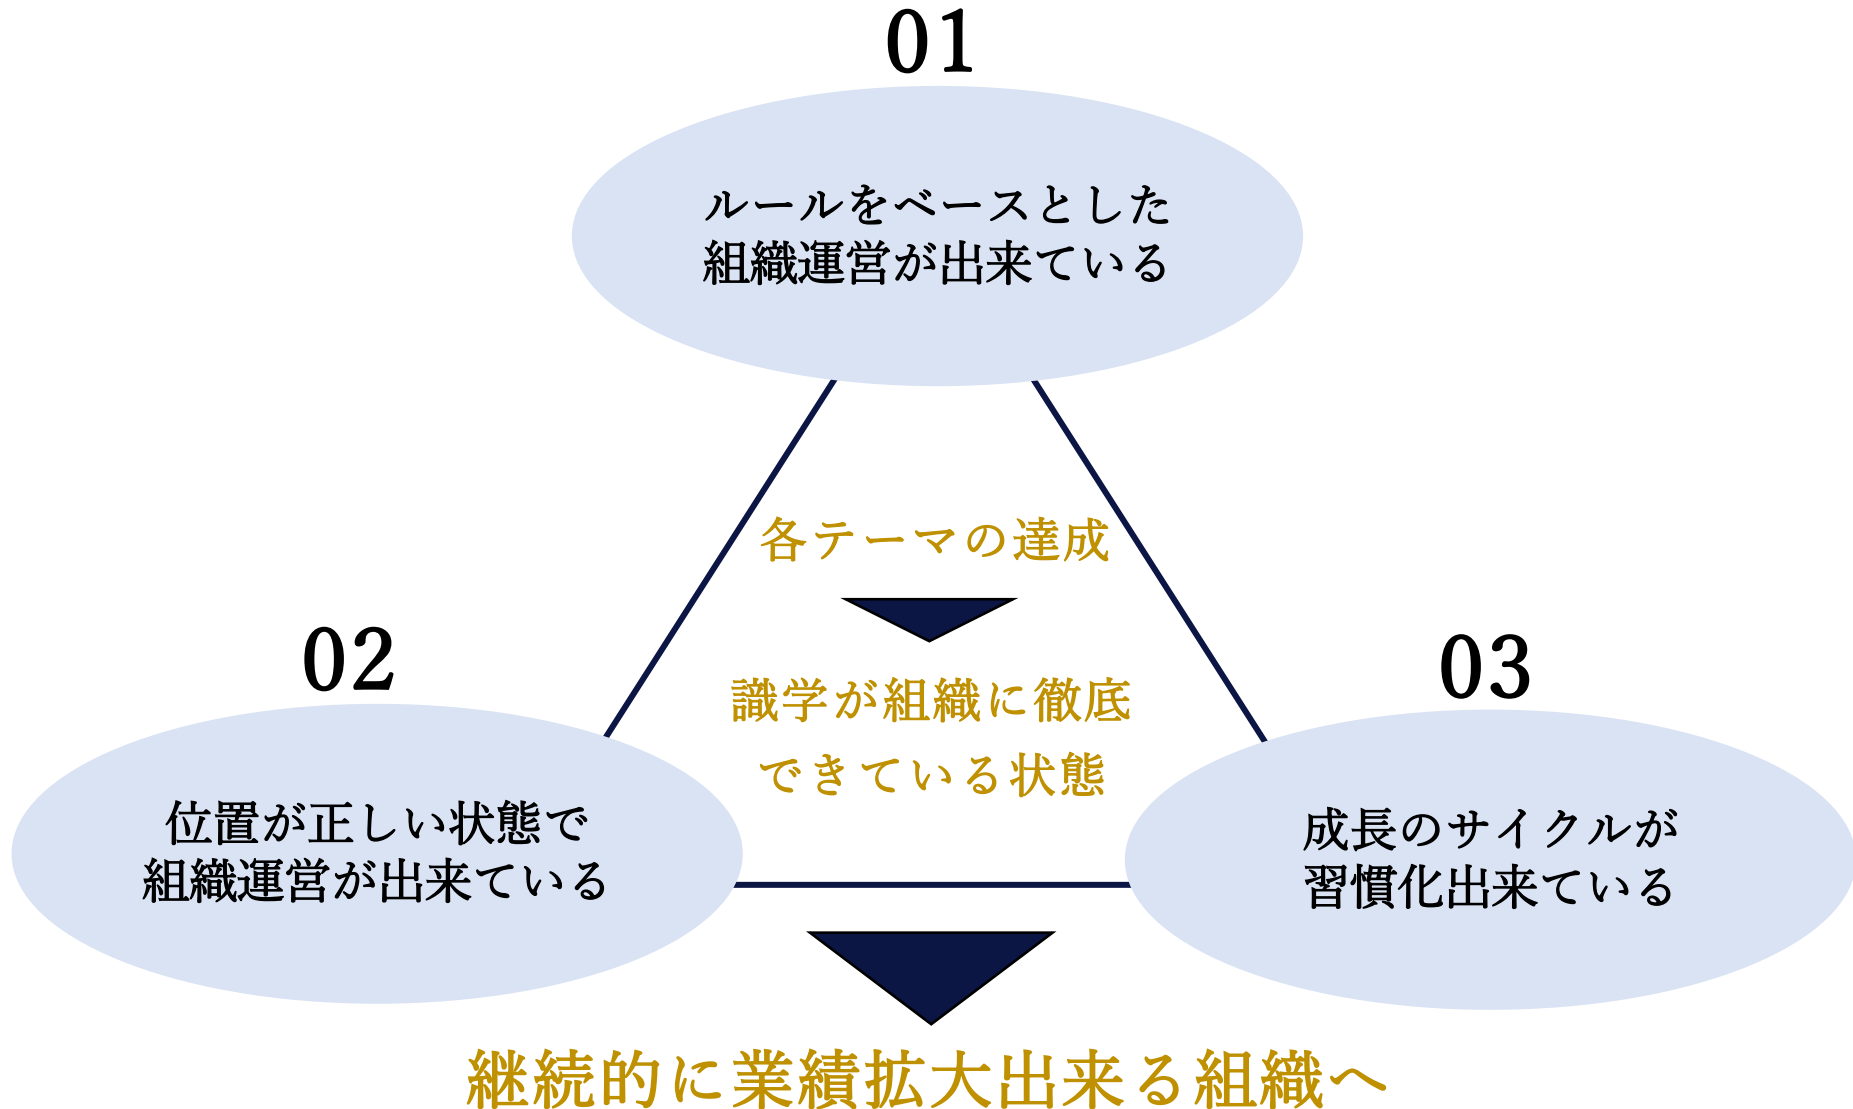 01
ルールをベースとした
組織運営が出来ている
各テーマの達成
識学が組織に徹底
できている状態
02
位置が正しい状態で
組織運営が出来ている
03
成長のサイクルが
習慣化出来ている
継続的に業績拡大出来る組織へ